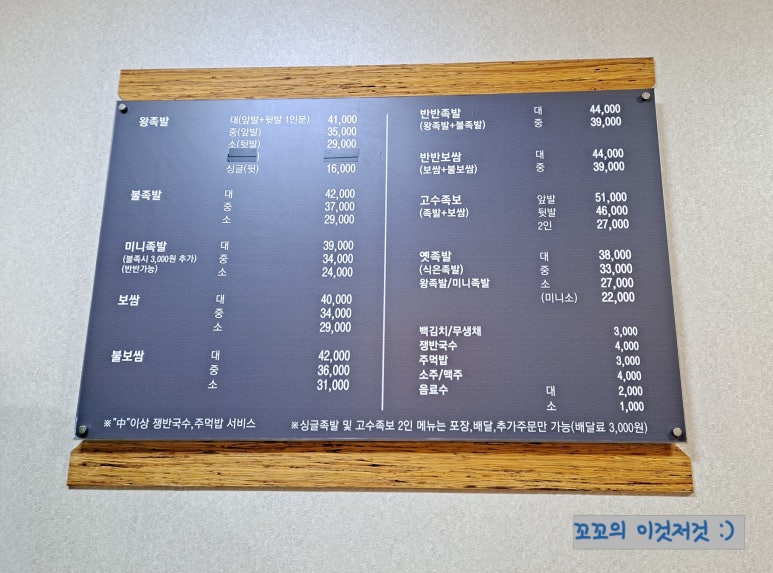 왕족발 대(앞발+뒷발 1인분) 41,000
중(앞발) 35,000
소(뒷발) 29,000
)
싱글(뒷) 16,000
불족발 대 42,000
중 37,000
소 29,000
미니족발 대 39,000
(불족시 3,000원 추가) 중 34,000
(반반가능) 소 24,000
보쌈 대 40,000
중 34,000
소 29,000
불보쌈 대 42,000
중 36,000
소 31,000
※"中"이상 쟁반국수,주먹밥 서비스
반반족발 대 44,000
(왕족발+불족발) 중 39,000
반반보쌈 대 44,000
(보쌈+불보쌈) 중 39,000
고수족보 앞발 51,000
(족발+보쌈) 뒷발 46,000
2인 27,000
옛족발 대 38,000
(식은족발) 중 33,000
왕족발/미니족발 소 27,000
(미니소) 22,000
백김치/무생채 3,000
쟁반국수 4,000
주먹밥 3,000
소주/맥주 4,000
음료수 대 2,000
소 1,000
※싱글족발 및 고수족보 2인 메뉴는 포장,배달,추가주문만 가능(배달료 3,000원)
꼬꼬의 이것저것 :)